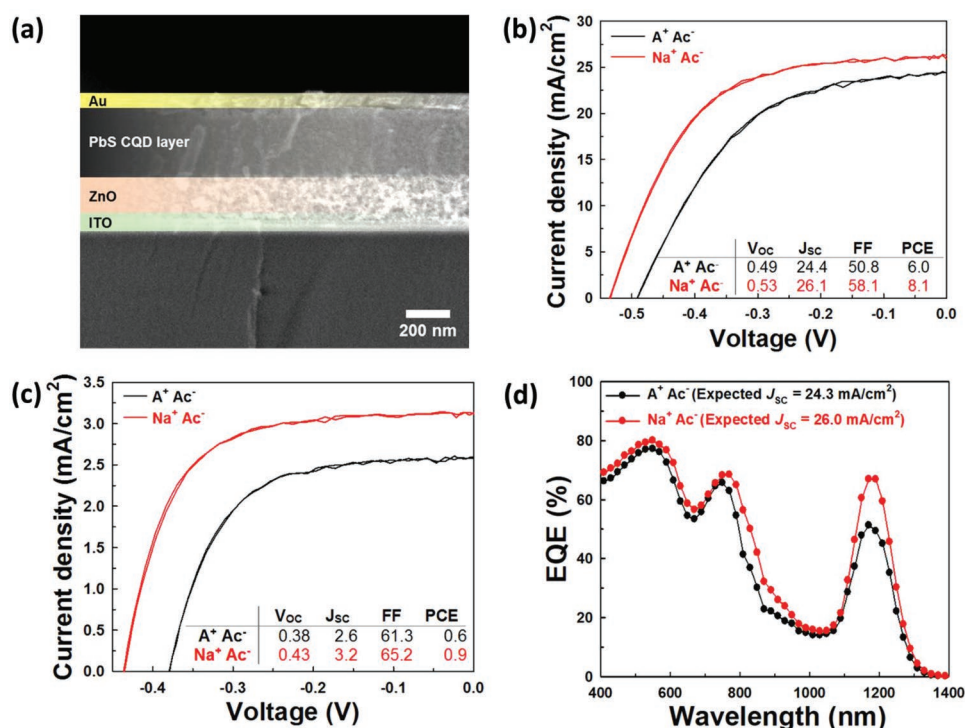 (a)
Au
PbS CQD layer
ZnO
ITO
200 nm
(b)
A⁺ Ac⁻
Na⁺ Ac⁻
Current density (mA/cm²)
30
25
20
15
10
5
0
V_OC J_SC FF PCE
A⁺ Ac⁻ 0.49 24.4 50.8 6.0
Na⁺ Ac⁻ 0.53 26.1 58.1 8.1
-0.5 -0.4 -0.3 -0.2 -0.1 0.0
Voltage (V)
(c)
A⁺ Ac⁻
Na⁺ Ac⁻
Current density (mA/cm²)
3.5
3.0
2.5
2.0
1.5
1.0
0.5
0.0
V_OC J_SC FF PCE
A⁺ Ac⁻ 0.38 2.6 61.3 0.6
Na⁺ Ac⁻ 0.43 3.2 65.2 0.9
-0.4 -0.3 -0.2 -0.1 0.0
Voltage (V)
(d)
A⁺ Ac⁻(Expected J_SC = 24.3 mA/cm²)
Na⁺ Ac⁻(Expected J_SC = 26.0 mA/cm²)
EQE (%)
100
80
60
40
20
0
400 600 800 1000 1200 1400
Wavelength (nm)